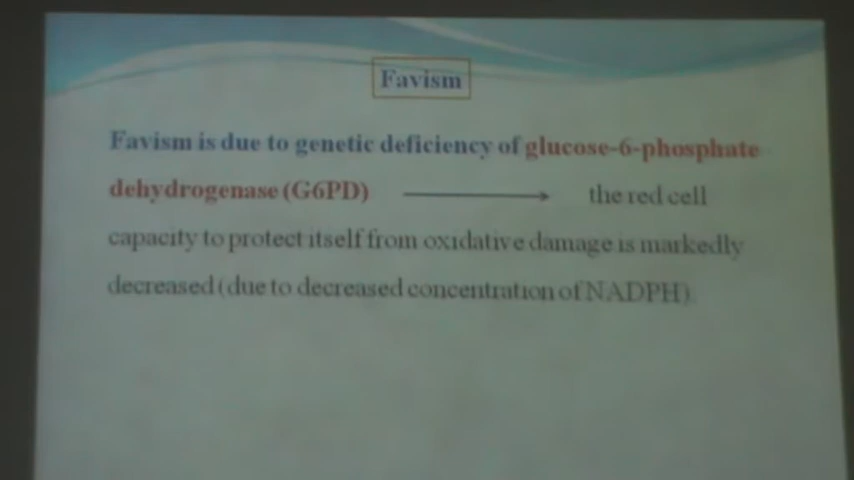 Favism
Favism is due to genetic deficiency of glucose-6-phosphate
dehydrogenase (G6PD) ⟶ the red cell
capacity to protect itself from oxidative damage is markedly
decreased (due to decreased concentration of NADPH).